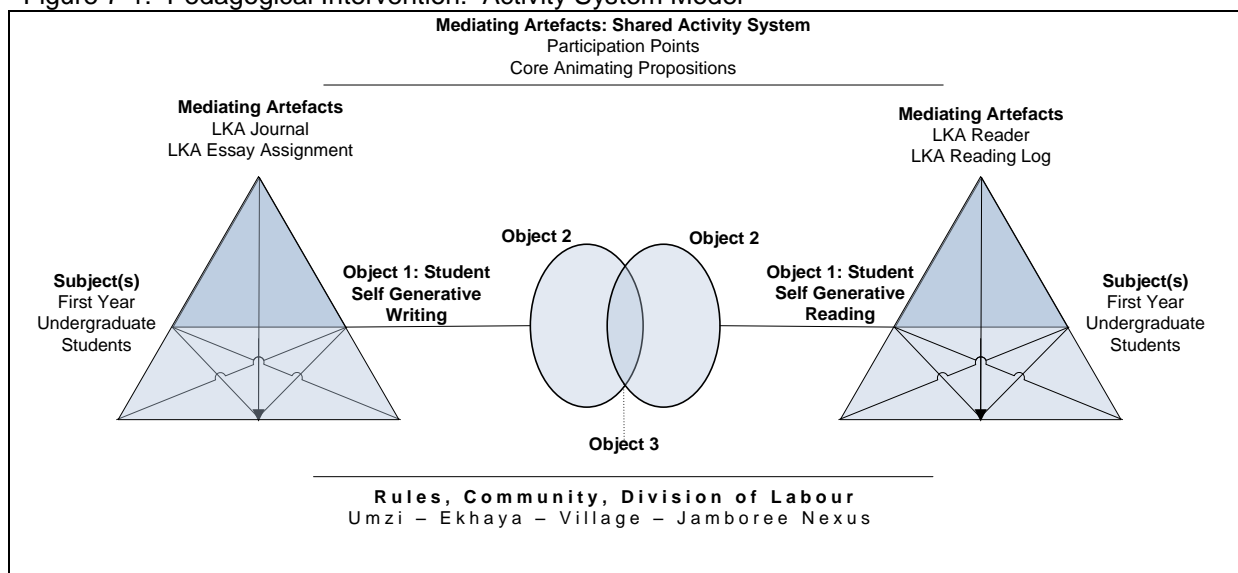 Figure 7-1: Pedagogical Intervention: Activity System Model
Mediating Artefacts: Shared Activity System
Participation Points
Core Animating Propositions
Mediating Artefacts
LKA Journal
LKA Essay Assignment
Mediating Artefacts
LKA Reader
LKA Reading Log
Subject(s)
First Year
Undergraduate
Students
Object 1: Student
Self Generative
Writing
Object 2
Object 2
Object 1: Student
Self Generative
Reading
Subject(s)
First Year
Undergraduate
Students
Object 3
Rules, Community, Division of Labour
Umzi – Ekhaya – Village – Jamboree Nexus